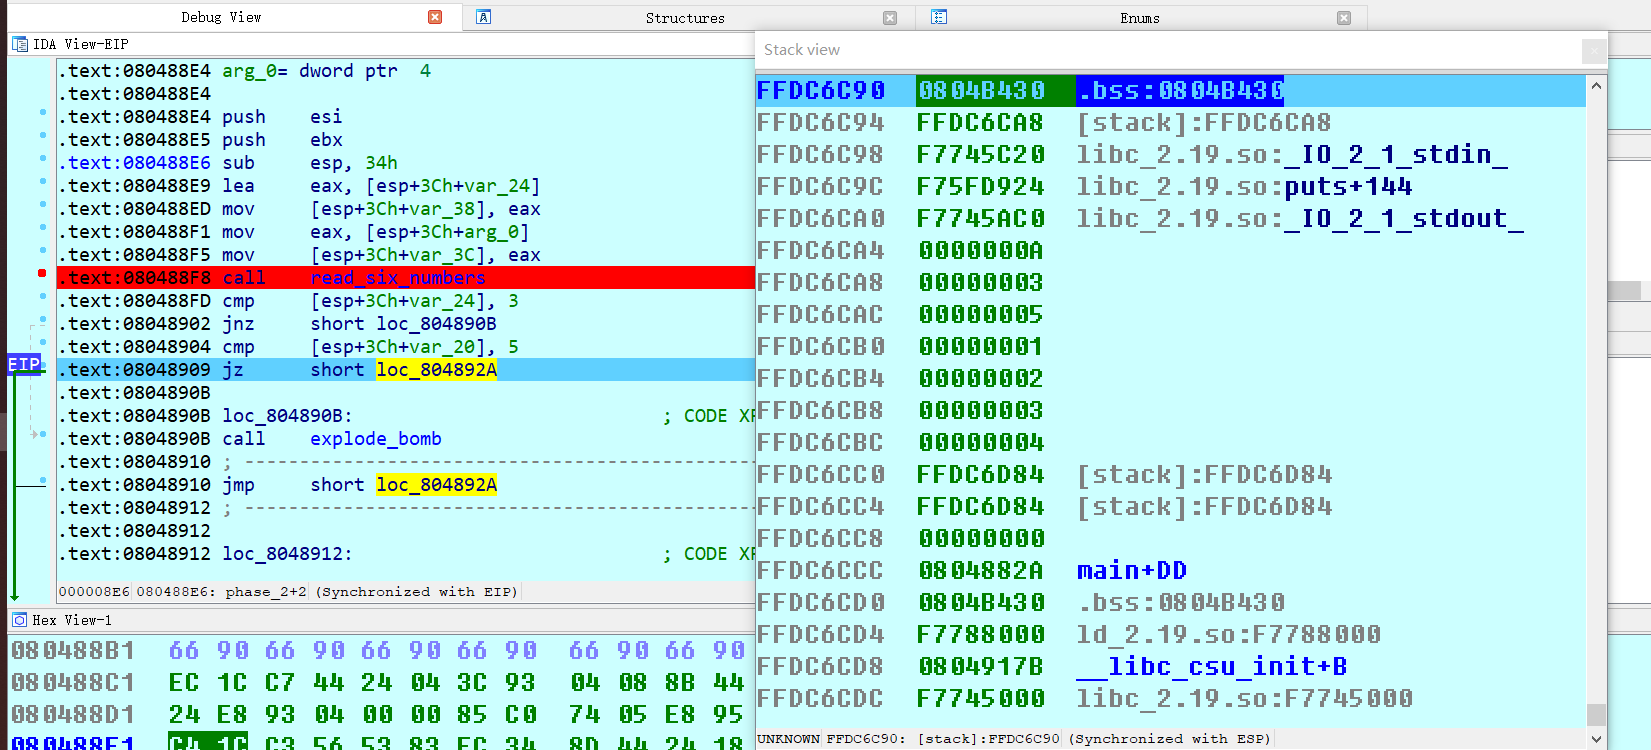 Debug View
Structures
Enums
IDA View-EIP
.text:080488E4 arg_0= dword ptr  4
.text:080488E4
.text:080488E4 push    esi
.text:080488E5 push    ebx
.text:080488E6 sub     esp, 34h
.text:080488E9 lea     eax, [esp+3Ch+var_24]
.text:080488ED mov     [esp+3Ch+var_38], eax
.text:080488F1 mov     eax, [esp+3Ch+arg_0]
.text:080488F5 mov     [esp+3Ch+var_3C], eax
.text:080488F8 call    read_six_numbers
.text:080488FD cmp     [esp+3Ch+var_24], 3
.text:08048902 jnz     short loc_804890B
.text:08048904 cmp     [esp+3Ch+var_20], 5
EIP
.text:08048909 jz      short loc_804892A
.text:0804890B
.text:0804890B loc_804890B:                            ; CODE XR
.text:0804890B call    explode_bomb
.text:08048910 ; ---------------------------------------------
.text:08048910 jmp     short loc_804892A
.text:08048912 ; ---------------------------------------------
.text:08048912
.text:08048912 loc_8048912:                            ; CODE XR
000008E6 080488E6: phase_2+2 (Synchronized with EIP)
Hex View-1
080488B1  66 90 66 90 66 90 66 90  66 90 66 90
080488C1  EC 1C C7 44 24 04 3C 93  04 08 8B 44
080488D1  24 E8 93 04 00 00 85 C0  74 05 E8 95
080488E1  C4 1C C3 56 53 83 EC 34  8D 44 24 18
Stack view
FFDC6C90  0804B430  .bss:0804B430
FFDC6C94  FFDC6CA8  [stack]:FFDC6CA8
FFDC6C98  F7745C20  libc_2.19.so:_IO_2_1_stdin_
FFDC6C9C  F75FD924  libc_2.19.so:puts+144
FFDC6CA0  F7745AC0  libc_2.19.so:_IO_2_1_stdout_
FFDC6CA4  0000000A
FFDC6CA8  00000003
FFDC6CAC  00000005
FFDC6CB0  00000001
FFDC6CB4  00000002
FFDC6CB8  00000003
FFDC6CBC  00000004
FFDC6CC0  FFDC6D84  [stack]:FFDC6D84
FFDC6CC4  FFDC6D84  [stack]:FFDC6D84
FFDC6CC8  00000000
FFDC6CCC  0804882A  main+DD
FFDC6CD0  0804B430  .bss:0804B430
FFDC6CD4  F7788000  ld_2.19.so:F7788000
FFDC6CD8  0804917B  __libc_csu_init+B
FFDC6CDC  F7745000  libc_2.19.so:F7745000
UNKNOWN FFDC6C90: [stack]:FFDC6C90 (Synchronized with ESP)